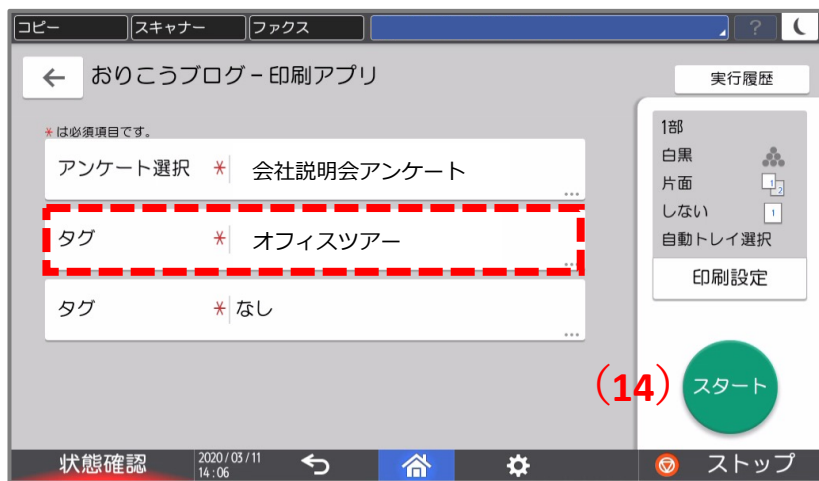 コピー スキャナー ファクス ?
← おりこうブログ－印刷アプリ 実行履歴
* は必須項目です。
アンケート選択 * 会社説明会アンケート ...
タグ * オフィスツアー ...
タグ * なし ...
1部
白黒
片面 1 2
しない 1
自動トレイ選択
印刷設定
（14） スタート
状態確認 2020/03/11 ストップ
14:06